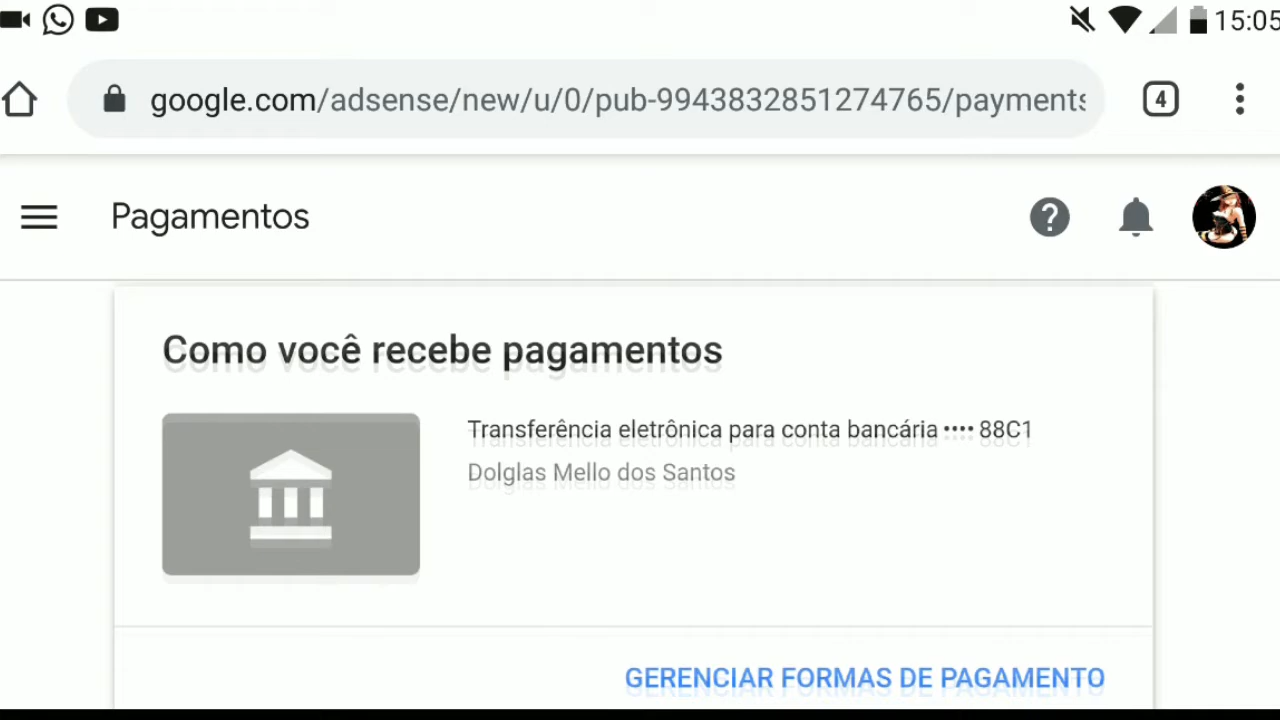 15:05
google.com/adsense/new/u/0/pub-9943832851274765/payments
4
Pagamentos
?
Como você recebe pagamentos
Transferência eletrônica para conta bancária •••• 88C1
Dolglas Mello dos Santos
GERENCIAR FORMAS DE PAGAMENTO